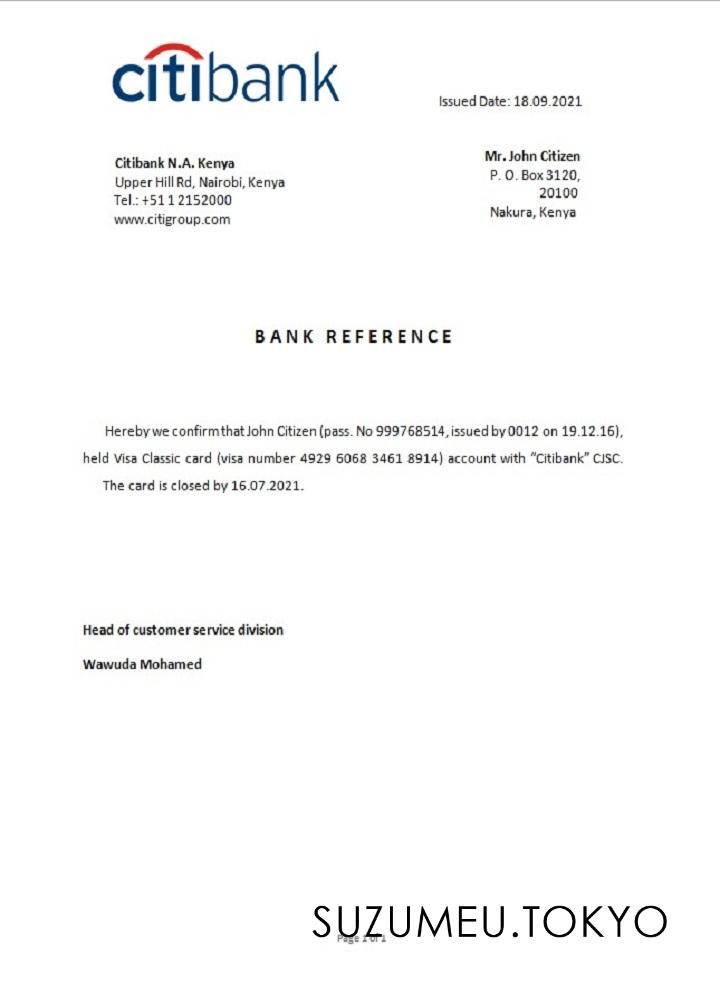 citibank
Issued Date: 18.09.2021
Citibank N.A. Kenya
Upper Hill Rd, Nairobi, Kenya
Tel.: +51 1 2152000
www.citigroup.com
Mr. John Citizen
P. O. Box 3120,
20100
Nakura, Kenya
BANK REFERENCE
Hereby we confirm that John Citizen (pass. No 999768514, issued by 0012 on 19.12.16),
held Visa Classic card (visa number 4929 6068 3461 8914) account with “Citibank” CJSC.
The card is closed by 16.07.2021.
Head of customer service division
Wawuda Mohamed
SUZUMEU.TOKYO
Page 1 of 1